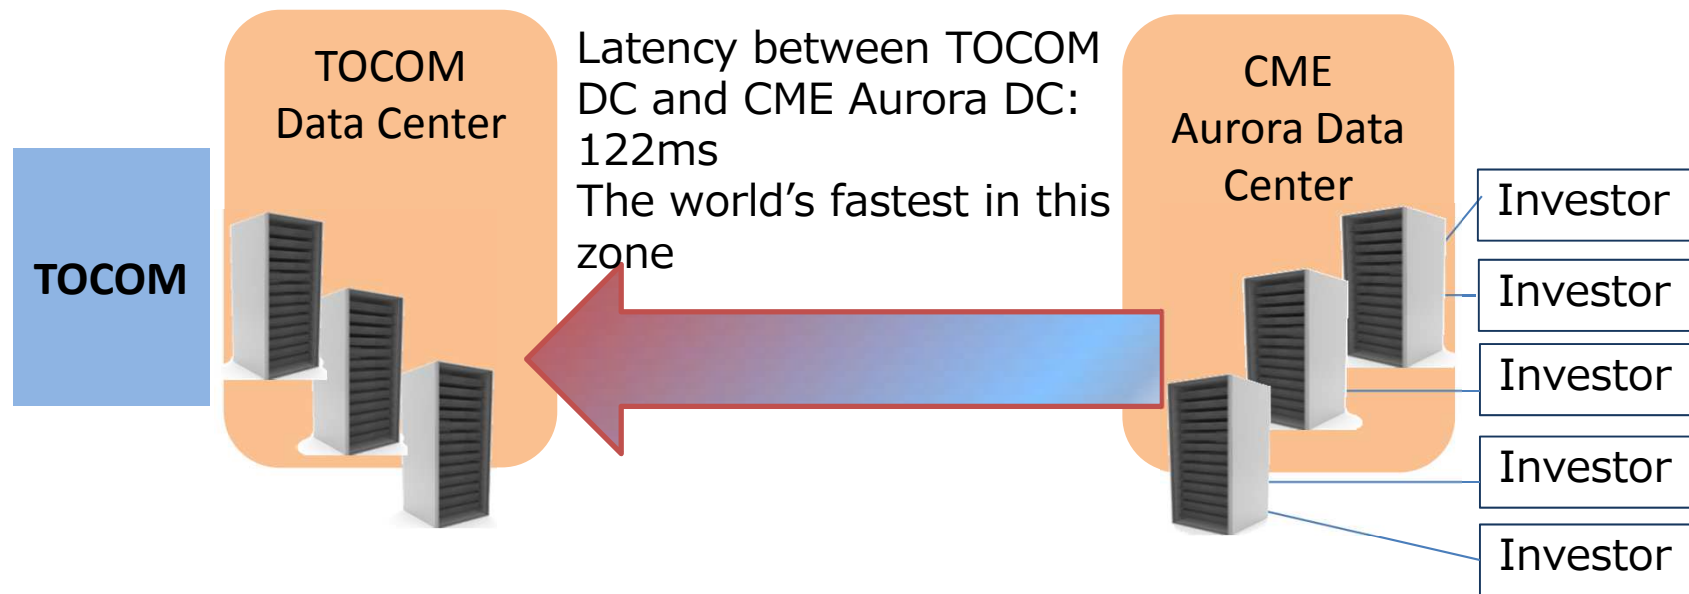 TOCOM
TOCOM
Data Center
Latency between TOCOM
DC and CME Aurora DC:
122ms
The world’s fastest in this
zone
CME
Aurora Data
Center
Investor
Investor
Investor
Investor
Investor